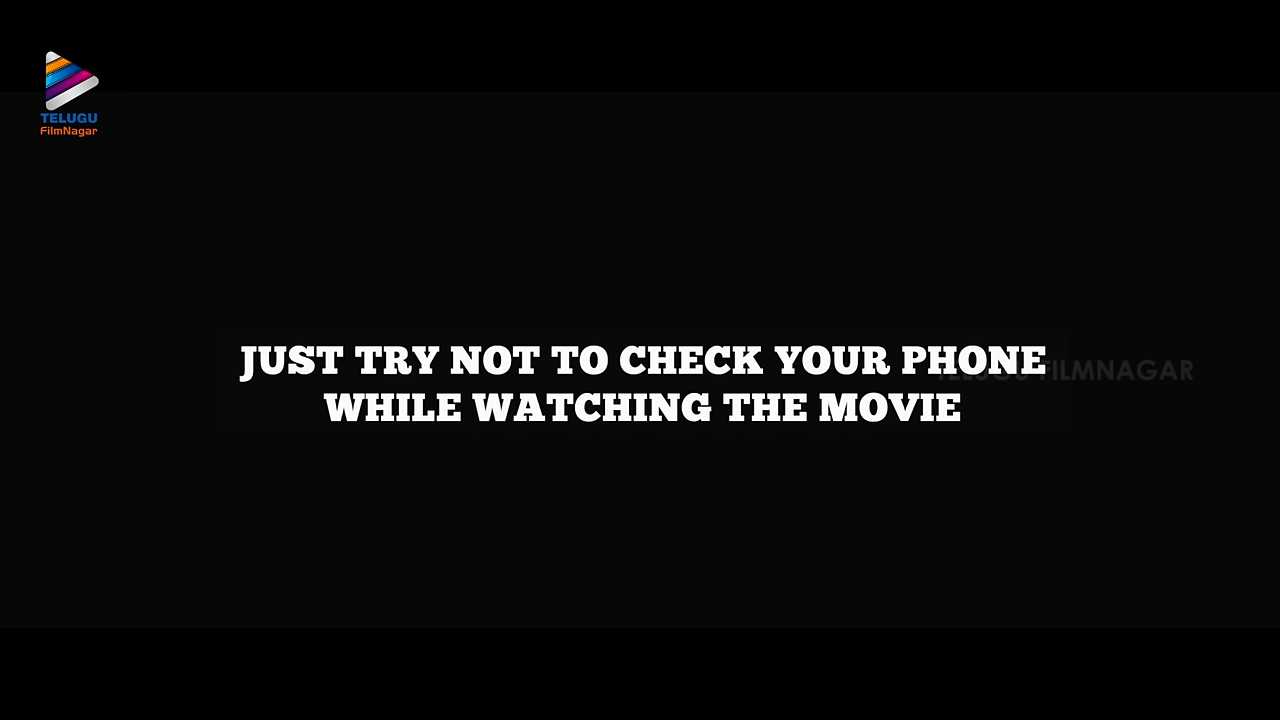 TELUGU
FilmNagar
JUST TRY NOT TO CHECK YOUR PHONE
WHILE WATCHING THE MOVIE
TELUGU FILMNAGAR